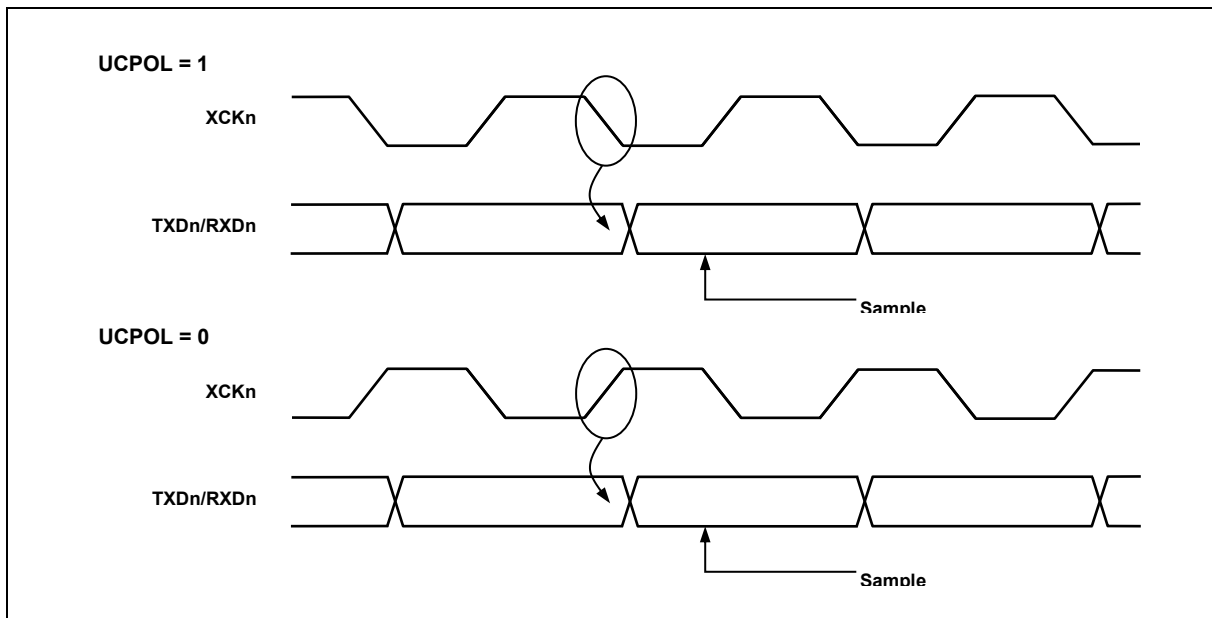 UCPOL = 1
XCKn
TXDn/RXDn
Sample
UCPOL = 0
XCKn
TXDn/RXDn
Sample